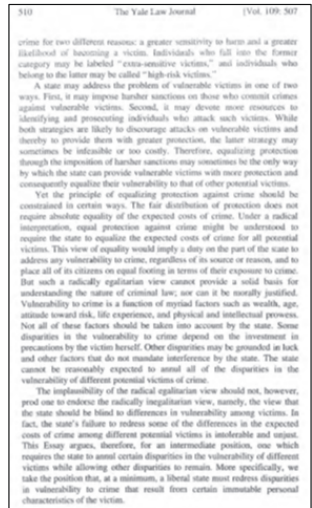 510 The Yale Law Journal [Vol. 109: 507
crime for two different reasons: a greater sensitivity to harm and a greater
likelihood of becoming a victim. Individuals who fall into the former
category may be labeled "extra-sensitive victims," and individuals who
belong to the latter may be called "high-risk victims."
A state may address the problem of vulnerable victims in one of two
ways. First, it may impose harsher sanctions on those who commit crimes
against vulnerable victims. Second, it may devote more resources to
identifying and prosecuting individuals who attack such victims. While
both strategies are likely to discourage attacks on vulnerable victims and
thereby to provide them with greater protection, the latter strategy may
sometimes be infeasible or too costly. Therefore, equalizing protection
through the imposition of harsher sanctions may sometimes be the only way
by which the state can provide vulnerable victims with more protection and
consequently equalize their vulnerability to that of other potential victims.
Yet the principle of equalizing protection against crime should be
constrained in certain ways. The fair distribution of protection does not
require absolute equality of the expected costs of crime. Under a radical
interpretation, equal protection against crime might be understood to
require the state to equalize the expected costs of crime for all potential
victims. This view of equality would imply a duty on the part of the state to
address any vulnerability to crime, regardless of its source or reason, and to
place all of its citizens on equal footing in terms of their exposure to crime.
But such a radically egalitarian view cannot provide a solid basis for
understanding the nature of criminal law; nor can it be morally justified.
Vulnerability to crime is a function of myriad factors such as wealth, age,
attitude toward risk, life experience, and physical and intellectual prowess.
Not all of these factors should be taken into account by the state. Some
disparities in the vulnerability to crime depend on the investment in
precautions by the victim herself. Other disparities may be grounded in luck
and other factors that do not mandate interference by the state. The state
cannot be reasonably expected to annul all of the disparities in the
vulnerability of different potential victims of crime.
The implausibility of the radical egalitarian view should not, however,
prod one to endorse the radically inegalitarian view, namely, the view that
the state should be blind to differences in vulnerability among victims. In
fact, the state's failure to redress some of the differences in the expected
costs of crime among different potential victims is intolerable and unjust.
This Essay argues, therefore, for an intermediate position, one which
requires the state to annul certain disparities in the vulnerability of different
victims while allowing other disparities to remain. More specifically, we
take the position that, at a minimum, a liberal state must redress disparities
in vulnerability to crime that result from certain immutable personal
characteristics of the victim.